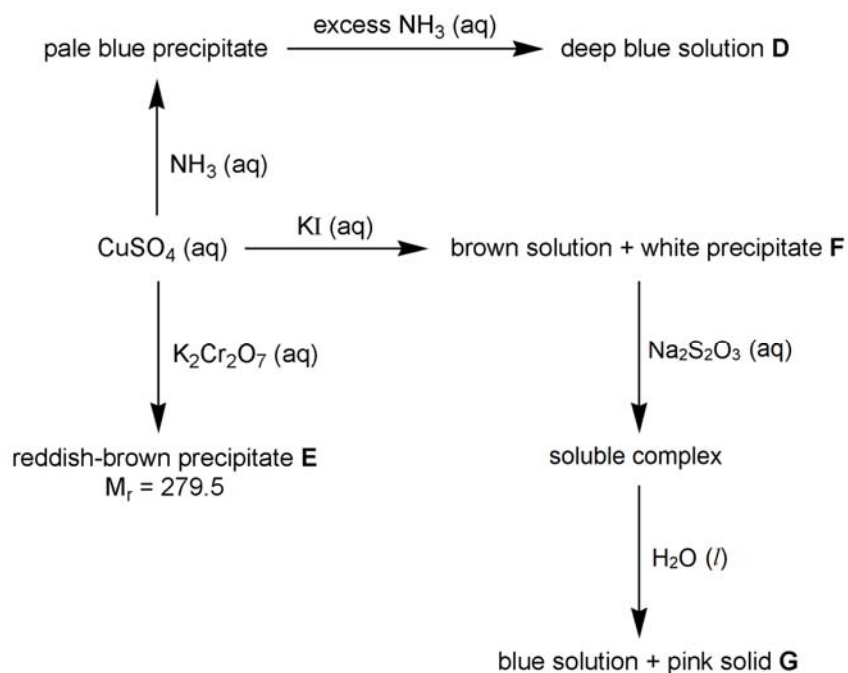 excess NH₃ (aq)
pale blue precipitate
deep blue solution D
NH₃ (aq)
KI (aq)
CuSO₄ (aq)
brown solution + white precipitate F
K₂Cr₂O₇ (aq)
Na₂S₂O₃ (aq)
reddish-brown precipitate E
Mᵣ = 279.5
soluble complex
H₂O (l)
blue solution + pink solid G